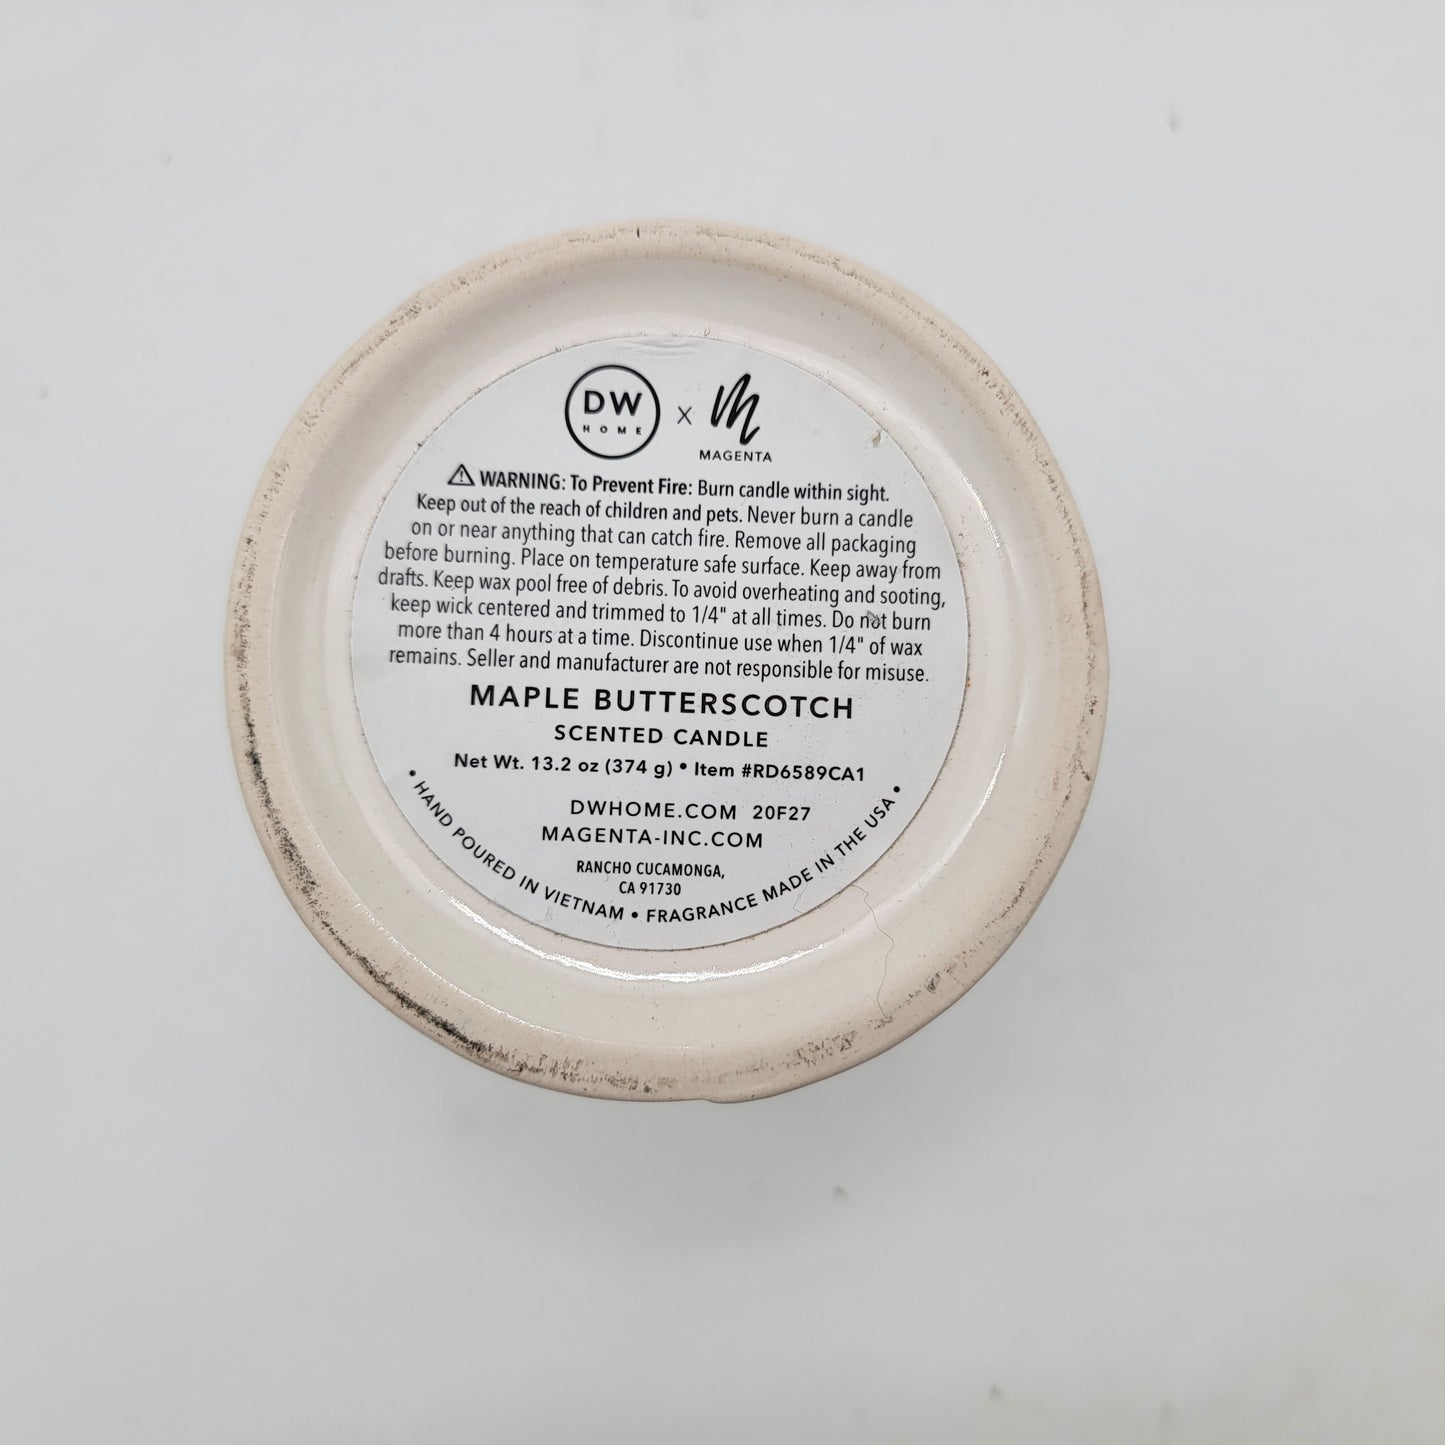 DW
HOME
X
M
MAGENTA
WARNING: To Prevent Fire: Burn candle within sight.
Keep out of the reach of children and pets. Never burn a candle
on or near anything that can catch fire. Remove all packaging
before burning. Place on temperature safe surface. Keep away from
drafts. Keep wax pool free of debris. To avoid overheating and sooting,
keep wick centered and trimmed to 1/4" at all times. Do not burn
more than 4 hours at a time. Discontinue use when 1/4" of wax
remains. Seller and manufacturer are not responsible for misuse.
MAPLE BUTTERSCOTCH
SCENTED CANDLE
Net Wt. 13.2 oz (374 g) • Item #RD6589CA1
DWHOME.COM 20F27
MAGENTA-INC.COM
RANCHO CUCAMONGA,
CA 91730
• HAND POURED IN VIETNAM • FRAGRANCE MADE IN THE USA •